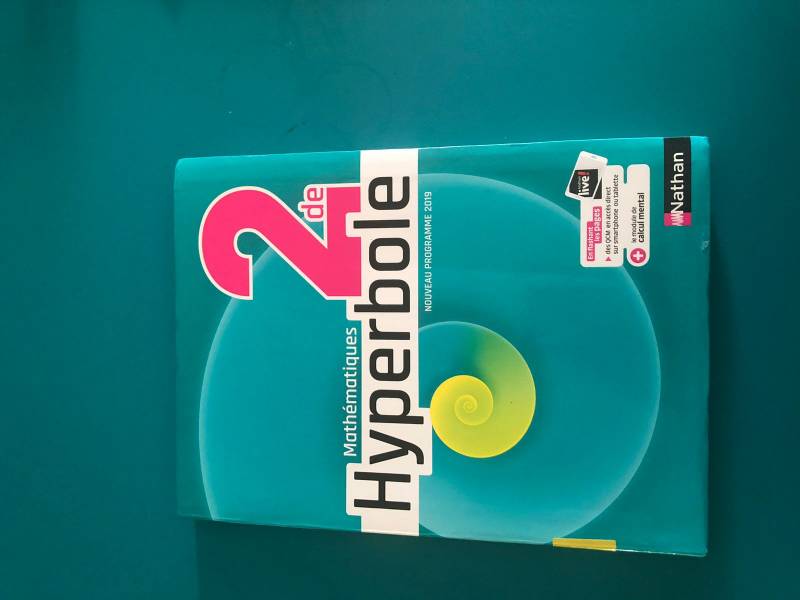 2de
Mathématiques
Hyperbole
NOUVEAU PROGRAMME 2019
En flashant
les pages
des QCM en accès direct
sur smartphone ou tablette
live!
+ le module de
calcul mental
Nathan